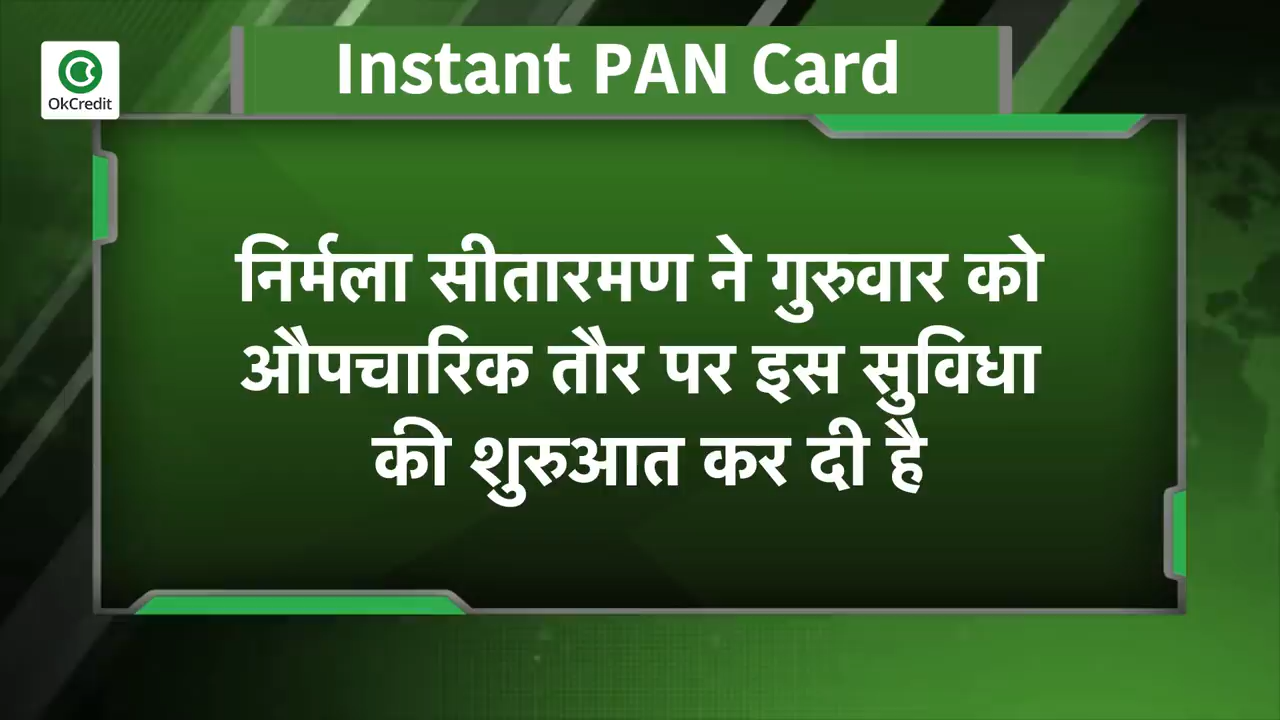 Instant PAN Card
OkCredit
निर्मला सीतारमण ने गुरुवार को
औपचारिक तौर पर इस सुविधा
की शुरुआत कर दी है